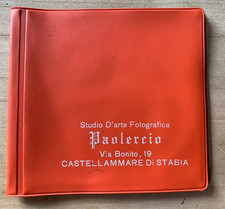 Studio D'arte Fotografica
Paolercio
Via Bonito, 19
CASTELLAMMARE Di STABIA